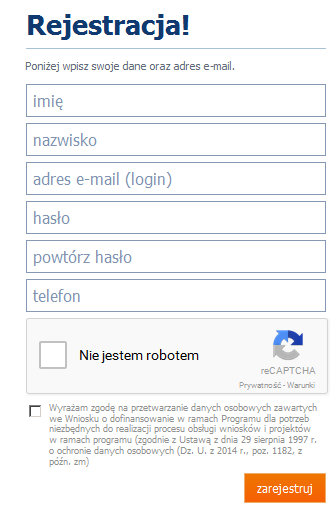 Rejestracja!
Poniżej wpisz swoje dane oraz adres e-mail.
imię
nazwisko
adres e-mail (login)
hasło
powtórz hasło
telefon
Nie jestem robotem
reCAPTCHA
Prywatność - Warunki
Wyrażam zgodę na przetwarzanie danych osobowych zawartych
we Wniosku o dofinansowanie w ramach Programu dla potrzeb
niezbędnych do realizacji procesu obsługi wniosków i projektów
w ramach programu (zgodnie z Ustawą z dnia 29 sierpnia 1997 r.
o ochronie danych osobowych (Dz. U. z 2014 r., poz. 1182, z
późn. zm)
zarejestruj